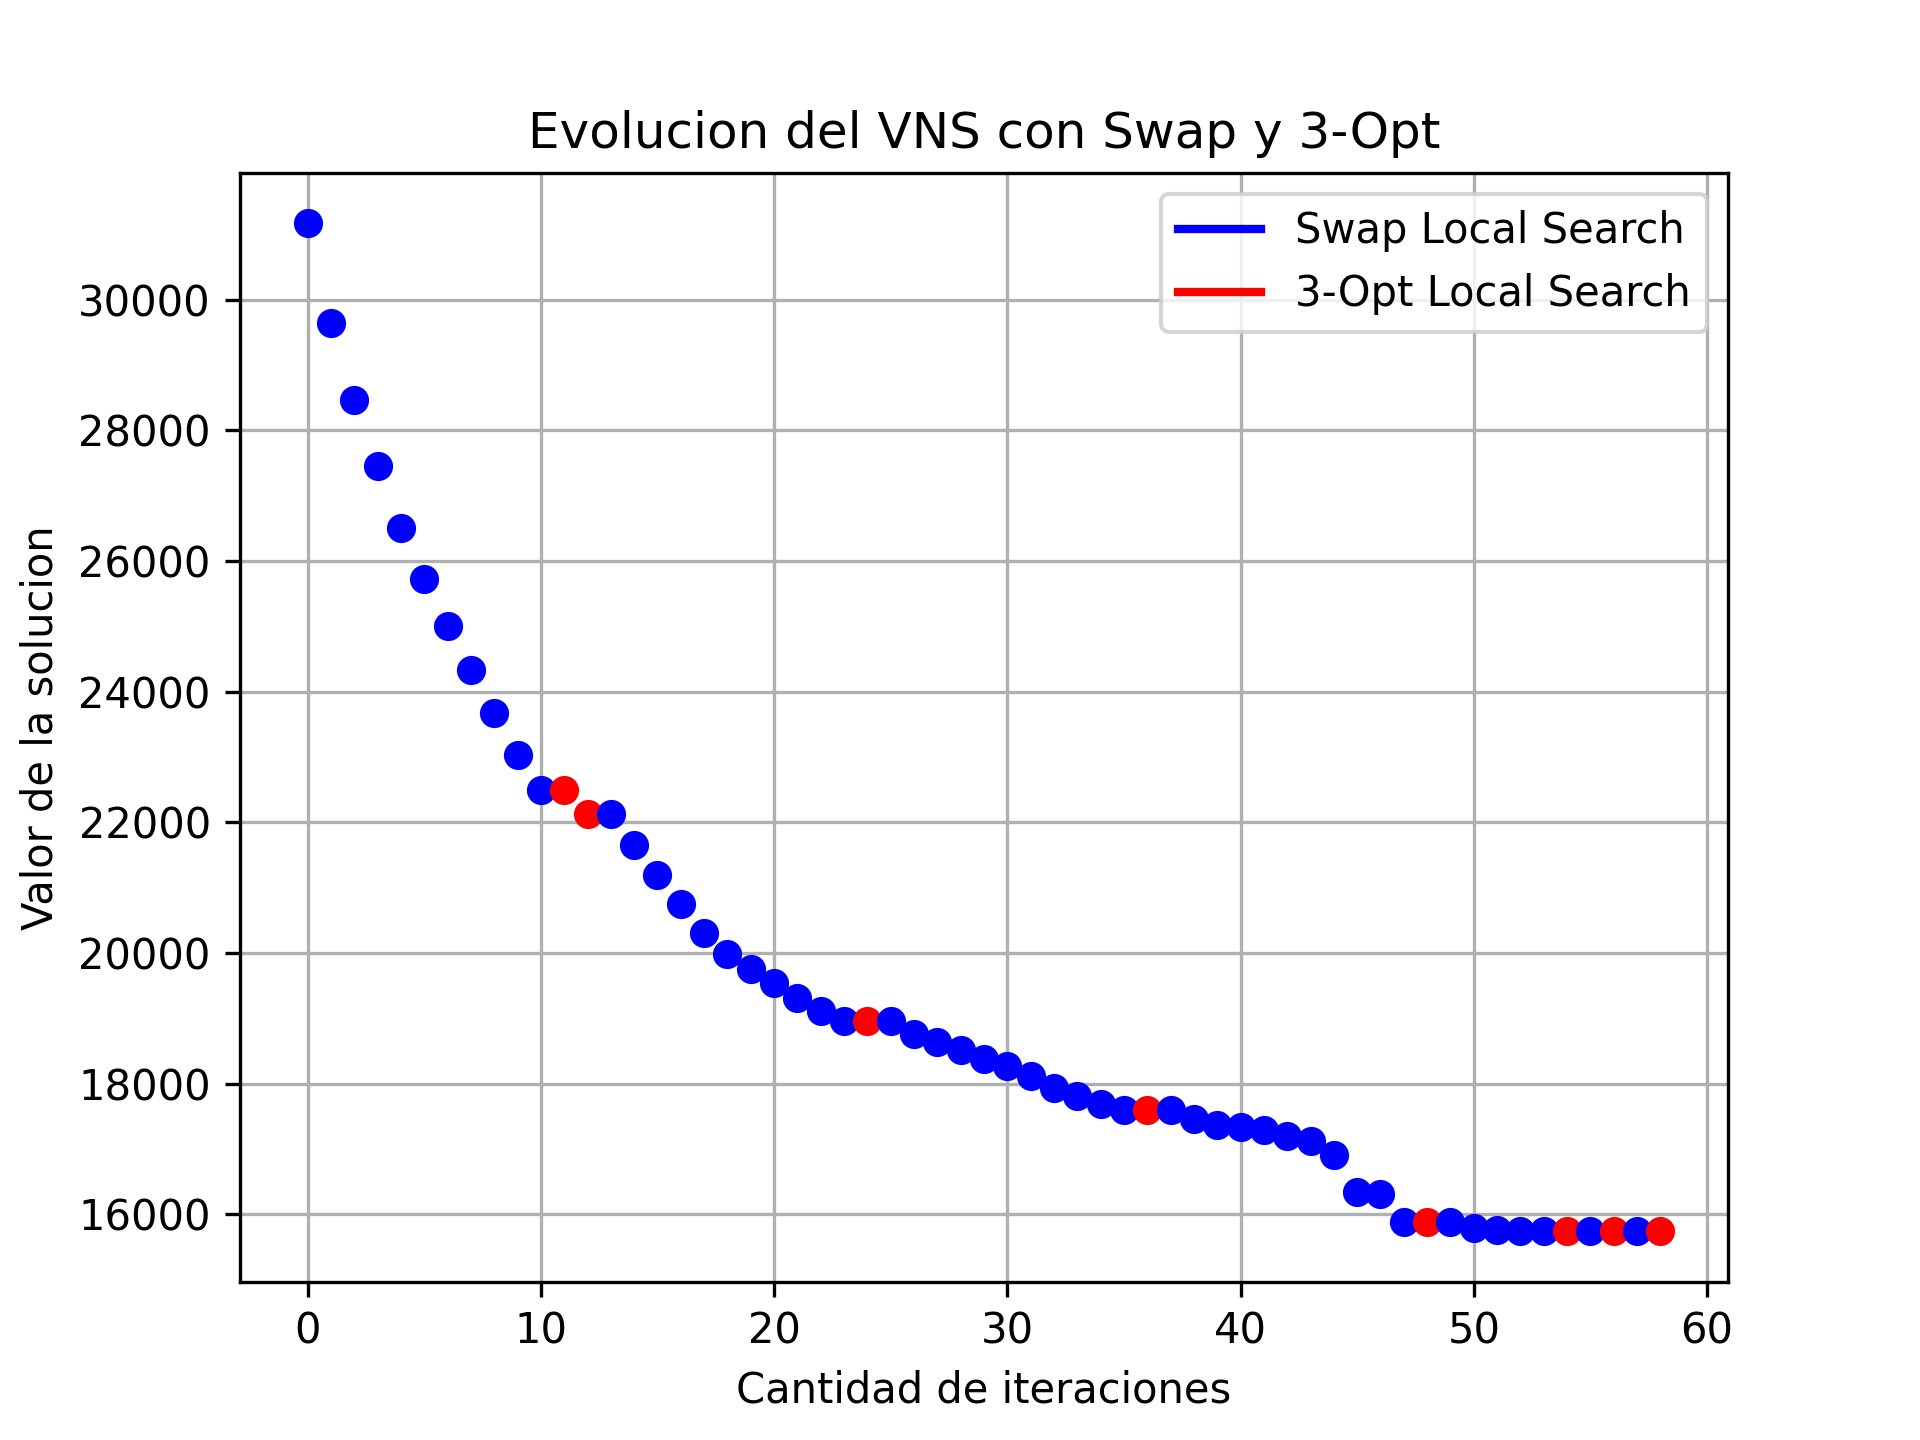 Evolucion del VNS con Swap y 3-Opt
Swap Local Search
3-Opt Local Search
Valor de la solucion
30000
28000
26000
24000
22000
20000
18000
16000
0 10 20 30 40 50 60
Cantidad de iteraciones